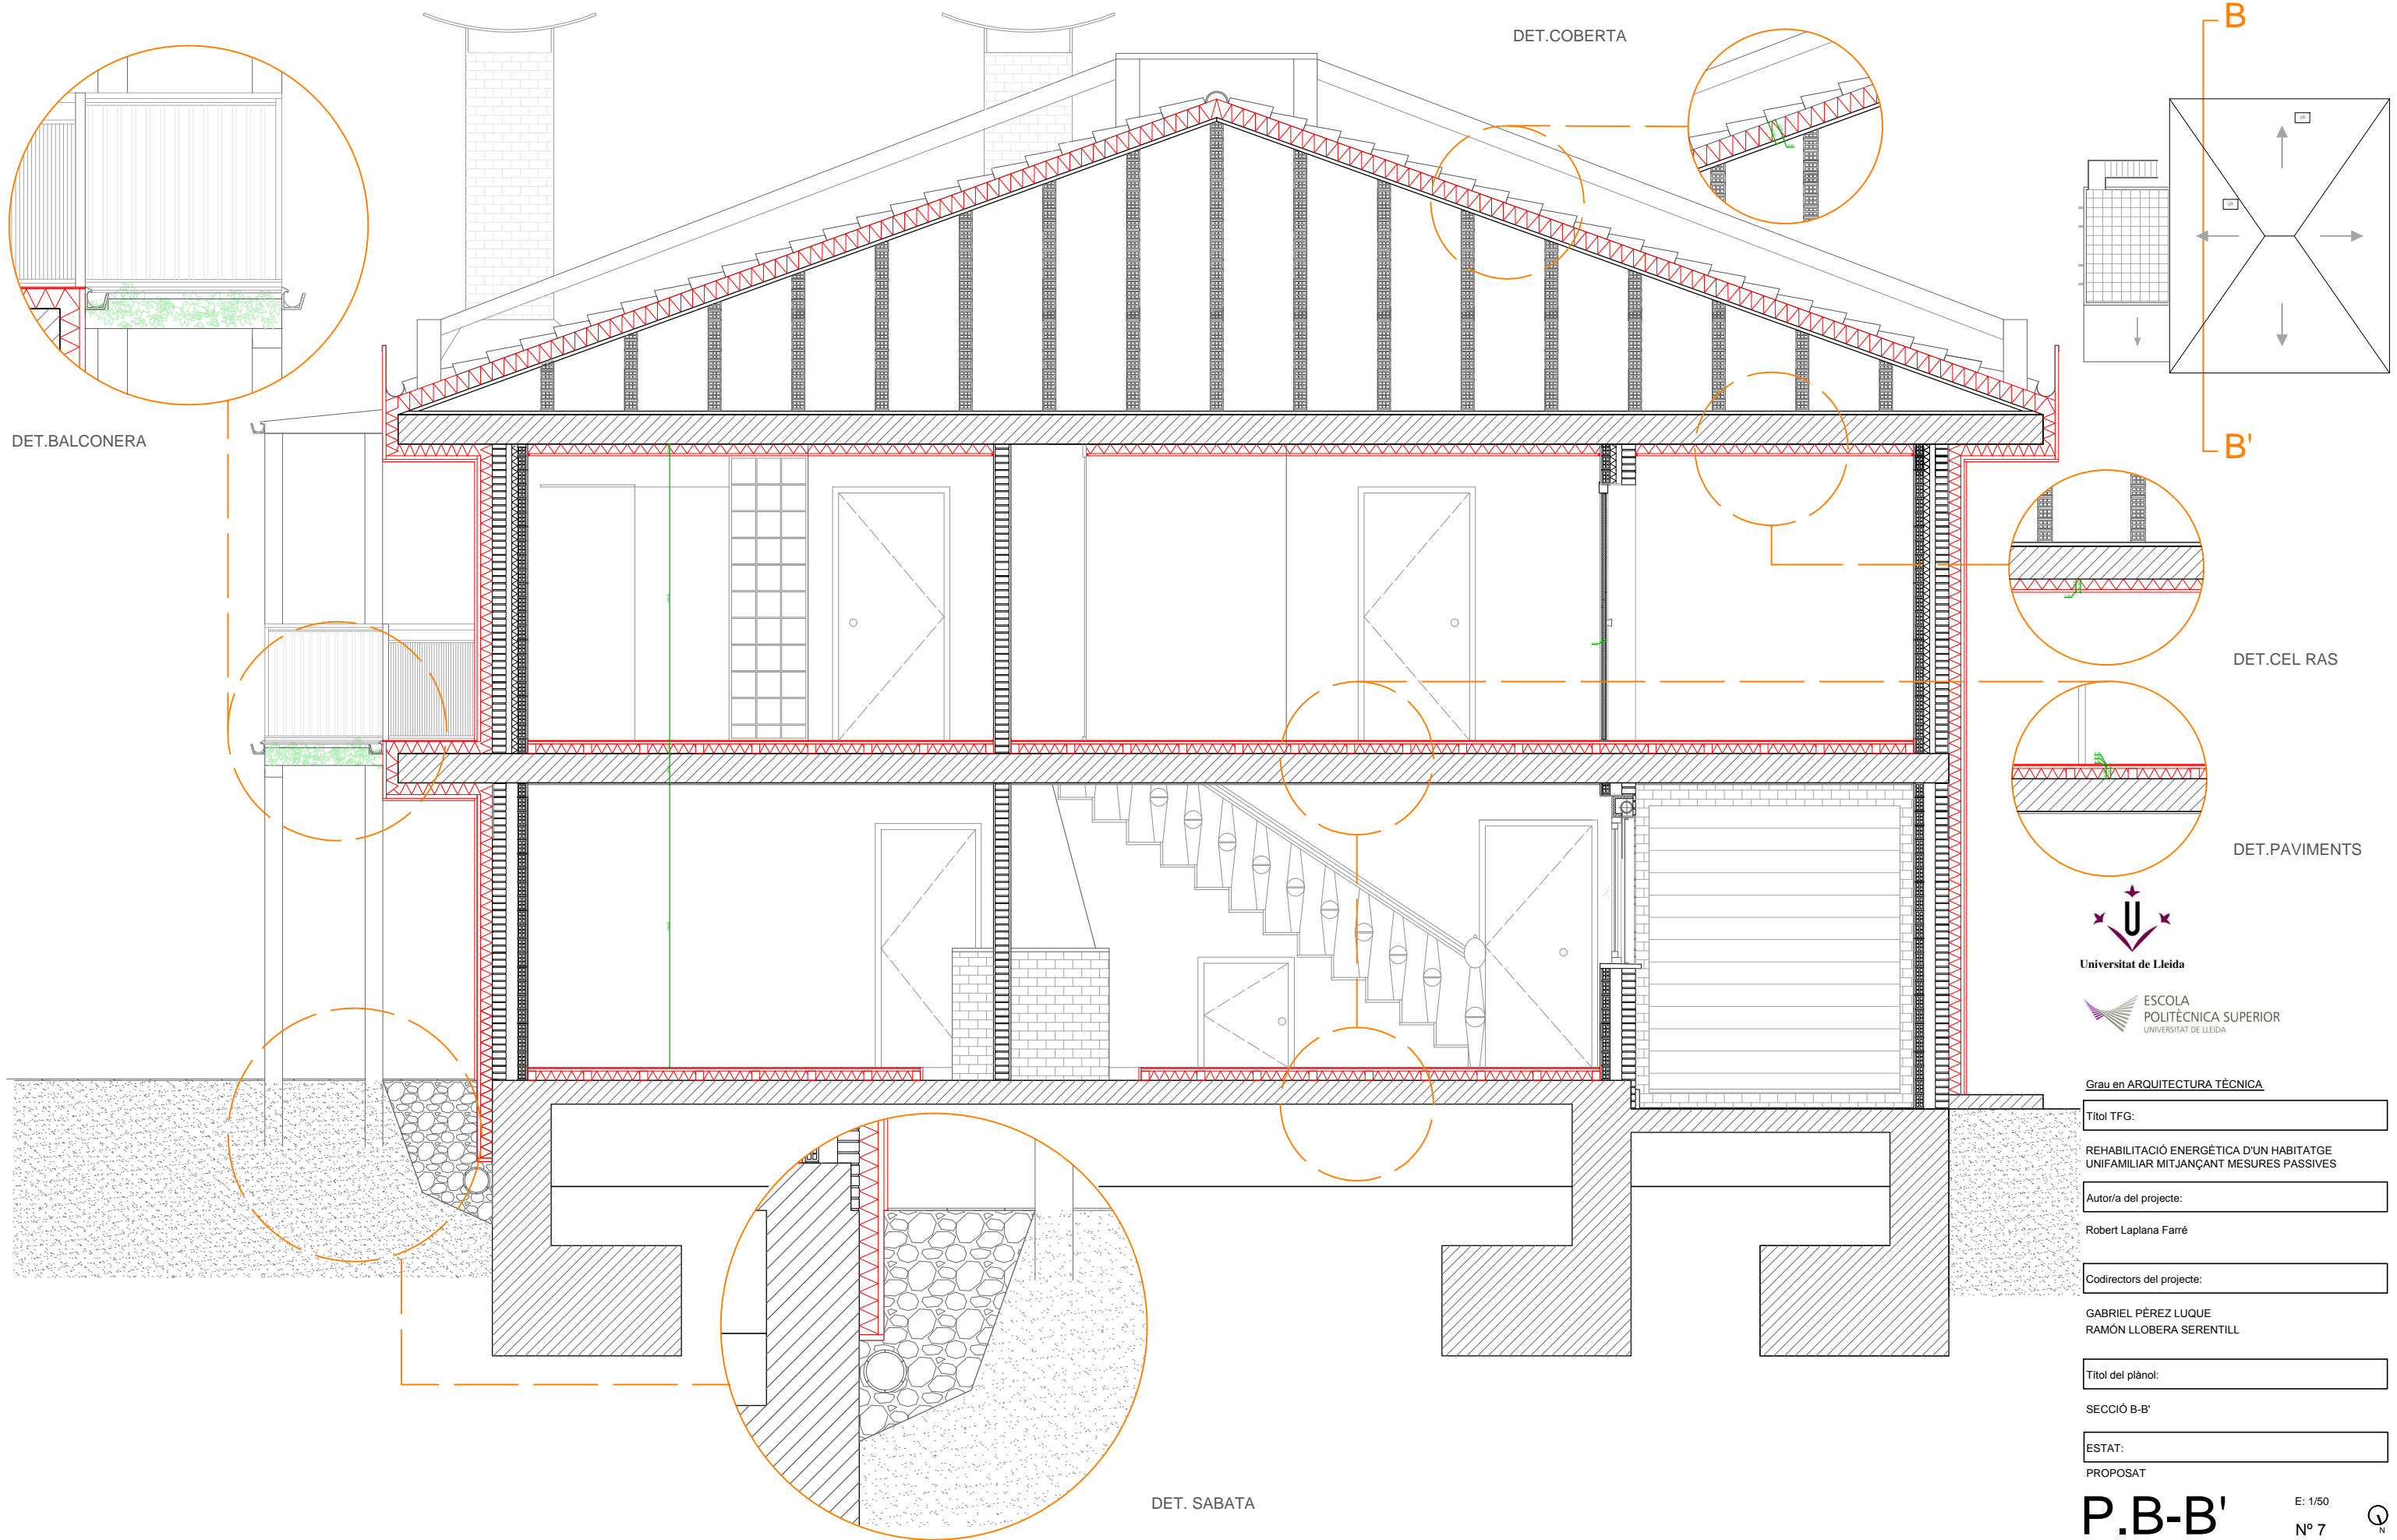 DET.COBERTA
B
DET.BALCONERA
B'
DET.CEL RAS
DET.PAVIMENTS
Universitat de Lleida
ESCOLA
POLITÈCNICA SUPERIOR
UNIVERSITAT DE LLEIDA
Grau en ARQUITECTURA TÈCNICA
Títol TFG:
REHABILITACIÓ ENERGÈTICA D'UN HABITATGE
UNIFAMILIAR MITJANÇANT MESURES PASSIVES
Autor/a del projecte:
Robert Laplana Farré
Codirectors del projecte:
GABRIEL PÈREZ LUQUE
RAMÓN LLOBERA SERENTILL
Títol del plànol:
SECCIÓ B-B'
ESTAT:
PROPOSAT
DET. SABATA
P.B-B'
E: 1/50
Nº 7
N